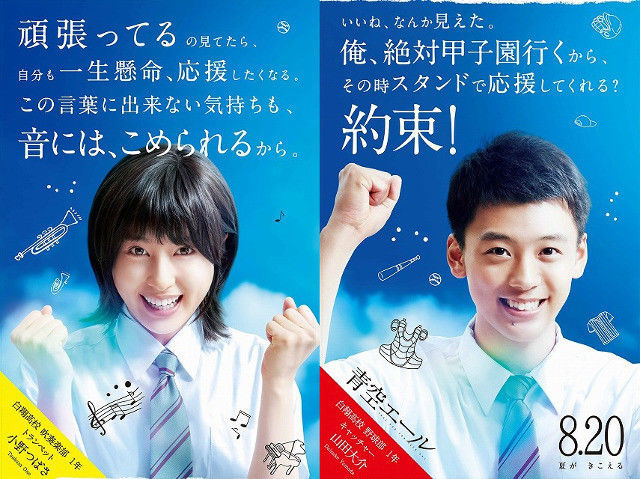 頑張ってるの見てたら、
自分も一生懸命、応援したくなる。
この言葉に出来ない気持ちも、
音には、こめられるから。
白翔高校 吹奏楽部 1年
トランペット
小野つばさ
Tsubasa Ono
いいね、なんか見えた。
俺、絶対甲子園行くから、
その時スタンドで応援してくれる?
約束!
青空エール
白翔高校 野球部 1年
キャッチャー
山田大介
Daisuke Yamada
8.20
夏が きこえる